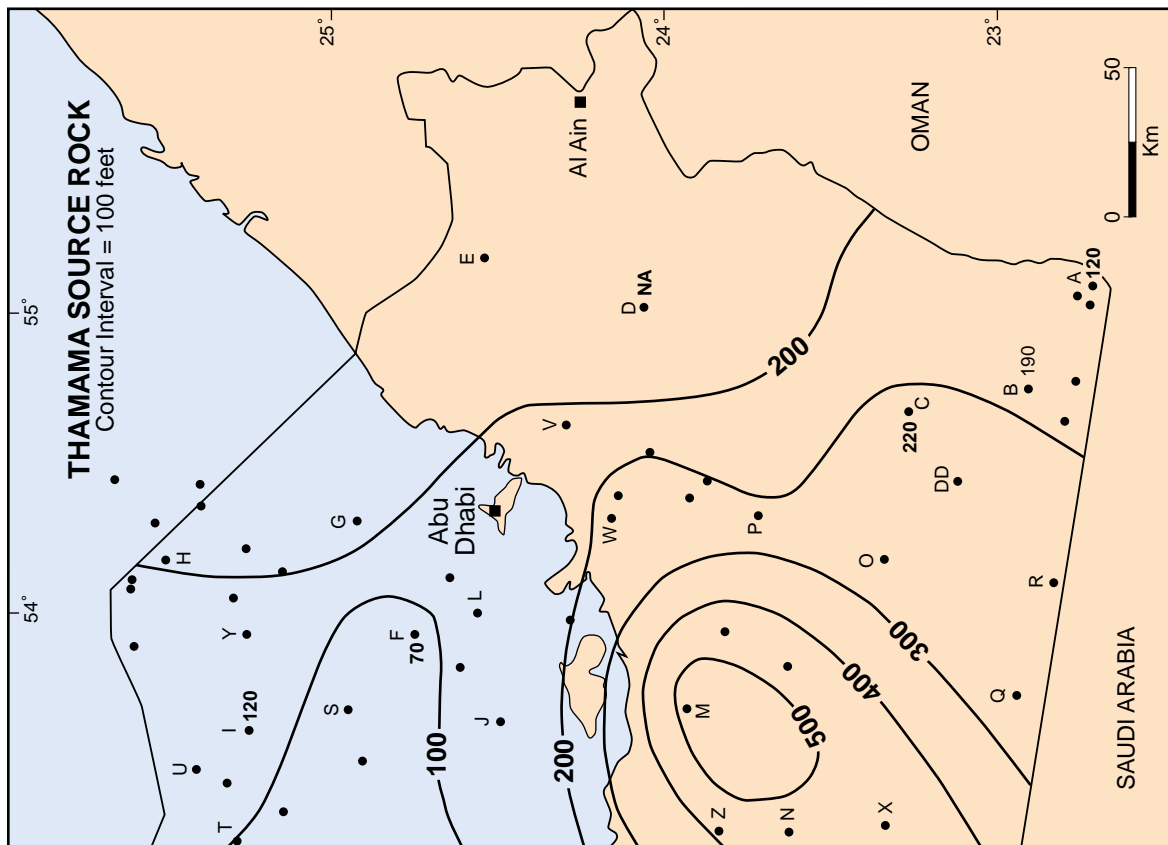 THAMAMA SOURCE ROCK
Contour Interval = 100 feet
25°
24°
23°
55°
54°
50
0
Km
OMAN
SAUDI ARABIA
Al Ain
Abu
Dhabi
E
D NA
A
120
B 190
C
220
DD
V
G
H
W
P
O
R
L
F
70
Y
S
I
120
U
T
J
M
Q
Z
N
X
200
100
200
300
400
500